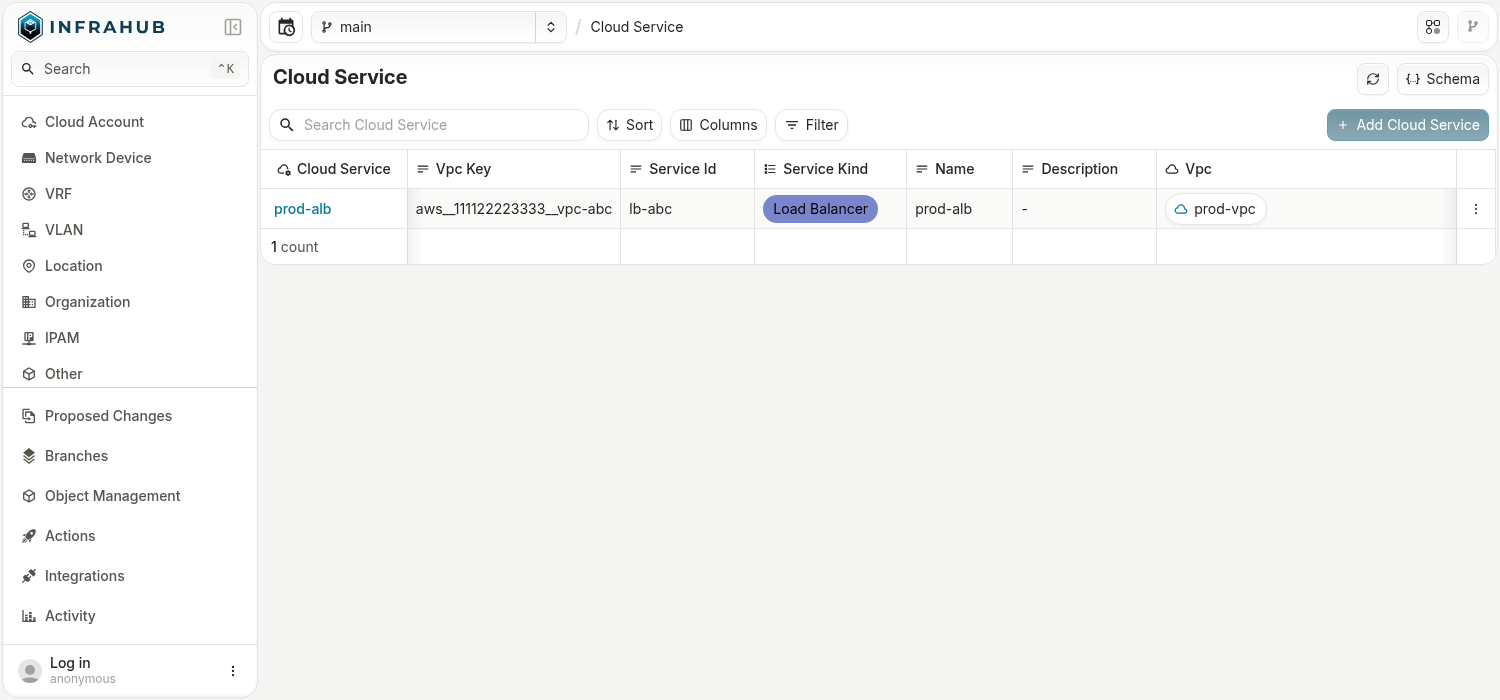 INFRAHUB
Search ⌃K
Cloud Account
Network Device
VRF
VLAN
Location
Organization
IPAM
Other
Proposed Changes
Branches
Object Management
Actions
Integrations
Activity
Log in
anonymous
main / Cloud Service
Cloud Service
{..} Schema
Search Cloud Service Sort Columns Filter + Add Cloud Service
Cloud Service Vpc Key Service Id Service Kind Name Description Vpc
prod-alb aws__111122223333__vpc-abc lb-abc Load Balancer prod-alb - prod-vpc
1 count